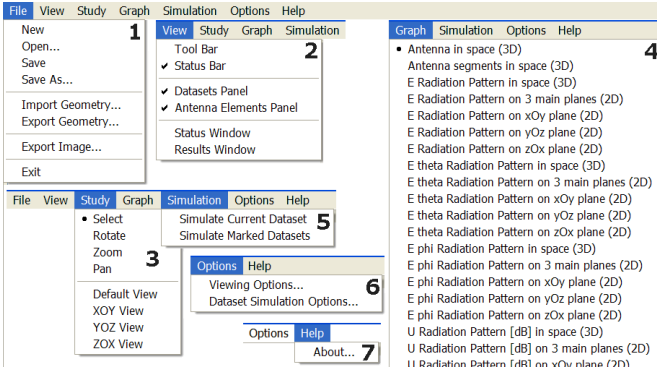 File View Study Graph Simulation Options Help
New
1
Open...
Save
Save As...
Import Geometry...
Export Geometry...
Export Image...
Exit
View Study Graph Simulation
Tool Bar
2
Status Bar
Datasets Panel
Antenna Elements Panel
Status Window
Results Window
File View Study Graph Simulation Options Help
Select
Rotate
Zoom
3
Pan
Default View
XOY View
YOZ View
ZOX View
Simulate Current Dataset
5
Simulate Marked Datasets
Options Help
Viewing Options...
6
Dataset Simulation Options...
Options Help
About...
7
Graph Simulation Options Help
Antenna in space (3D)
4
Antenna segments in space (3D)
E Radiation Pattern in space (3D)
E Radiation Pattern on 3 main planes (2D)
E Radiation Pattern on xOy plane (2D)
E Radiation Pattern on yOz plane (2D)
E Radiation Pattern on zOx plane (2D)
E theta Radiation Pattern in space (3D)
E theta Radiation Pattern on 3 main planes (2D)
E theta Radiation Pattern on xOy plane (2D)
E theta Radiation Pattern on yOz plane (2D)
E theta Radiation Pattern on zOx plane (2D)
E phi Radiation Pattern in space (3D)
E phi Radiation Pattern on 3 main planes (2D)
E phi Radiation Pattern on xOy plane (2D)
E phi Radiation Pattern on yOz plane (2D)
E phi Radiation Pattern on zOx plane (2D)
U Radiation Pattern [dB] in space (3D)
U Radiation Pattern [dB] on 3 main planes (2D)
U Radiation Pattern [dB] on xOy plane (2D)